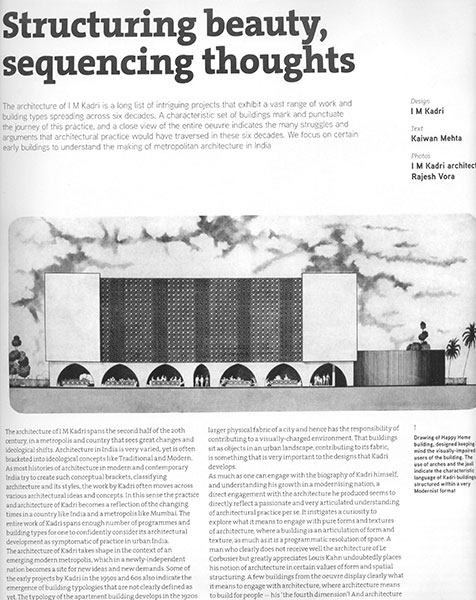 Structuring beauty,
sequencing thoughts
The architecture of I M Kadri is a long list of intriguing projects that exhibit a vast range of work and
building types spreading across six decades. A characteristic set of buildings mark and punctuate
the journey of this practice, and a close view of the entire oeuvre indicates the many struggles and
arguments that architectural practice would have traversed in these six decades. We focus on certain
early buildings to understand the making of metropolitan architecture in India
Design
I M Kadri
Text
Kaiwan Mehta
Photos
I M Kadri architect
Rajesh Vora
The architecture of I M Kadri spans the second half of the 20th
century, in a metropolis and country that sees great changes and
ideological shifts. Architecture in India is very varied, yet is often
bracketed into ideological concepts like Traditional and Modern.
As most histories of architecture in modern and contemporary
India try to create such conceptual brackets, classifying
architecture and its styles, the work by Kadri often moves across
various architectural ideas and concepts. In this sense the practice
and architecture of Kadri becomes a reflection of the changing
times in a country like India and a metropolis like Mumbai. The
entire work of Kadri spans enough number of programmes and
building types for one to confidently consider its architectural
development as symptomatic of practice in urban India.
The architecture of Kadri takes shape in the context of an
emerging modern metropolis, which in a newly-independent
nation becomes a site for new ideas and new demands. Some of
the early projects by Kadri in the 1950s and 60s also indicate the
emergence of building typologies that are not clearly defined as
yet. The typology of the apartment building develops in the 1920s
larger physical fabric of a city and hence has the responsibility of
contributing to a visually-charged environment. That buildings
sit as objects in an urban landscape, contributing to its fabric,
is something that is very important to the designs that Kadri
develops.
As much as one can engage with the biography of Kadri himself,
and understanding his growth in a modernising nation, a
direct engagement with the architecture he produced seems to
directly reflect a passionate and very articulated understanding
of architectural practice per se. It instigates a curiosity to
explore what it means to engage with pure forms and textures
of architecture, where a building is an articulation of form and
texture, as much as it is a programmatic resolution of space. A
man who clearly does not receive well the architecture of Le
Corbusier but greatly appreciates Louis Kahn undoubtedly places
his notion of architecture in certain values of form and spatial
structuring. A few buildings from the oeuvre display clearly what
it means to engage with architecture, where architecture means
to build for people — his 'the fourth dimension'! And architecture
↑
Drawing of Happy Home
building, designed keeping
mind the visually-impaired
users of the building. The
use of arches and the jaali
indicate the characteristic
language of Kadri buildings
structured within a very
Modernist format